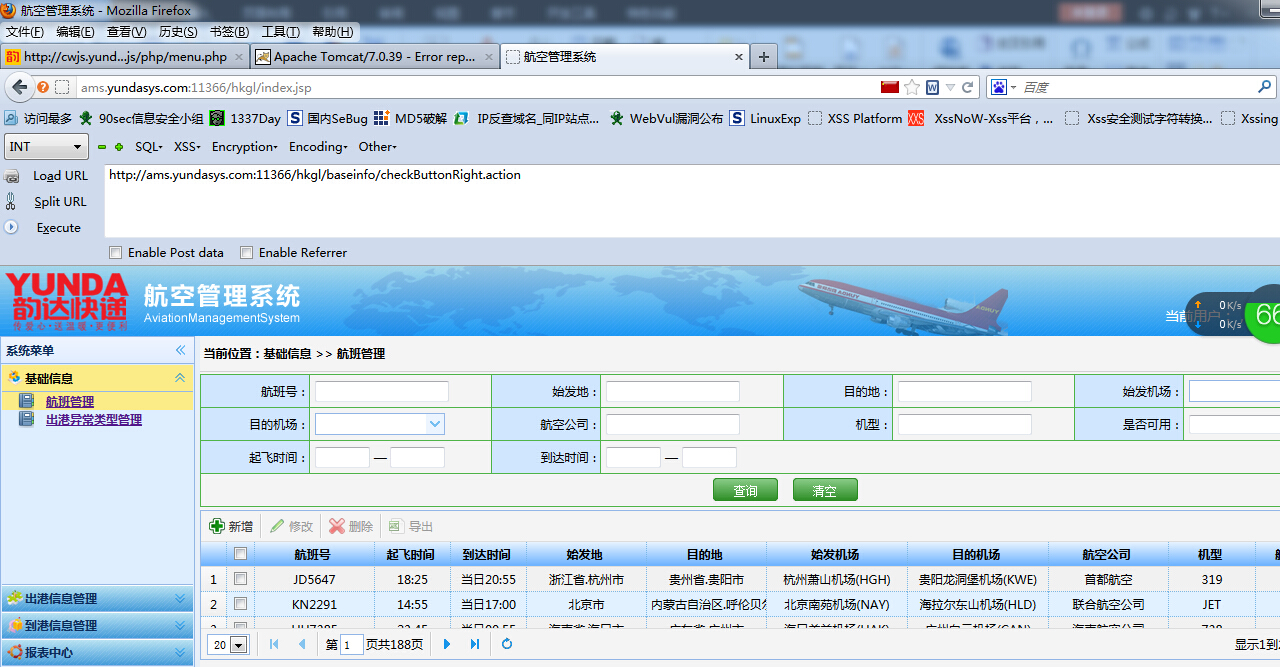 航空管理系统 - Mozilla Firefox
文件(F) 编辑(E) 查看(V) 历史(S) 书签(B) 工具(T) 帮助(H)
http://cwjs.yund...js/php/menu.php × Apache Tomcat/7.0.39 - Error rep... × 航空管理系统 × +
ams.yundasys.com:11366/hkgl/index.jsp 百度
访问最多 90sec信息安全小组 1337Day 国内SeBug MD5破解 IP反查域名_同IP站点... WebVul漏洞公布 LinuxExp XSS Platform XssNoW-Xss平台，... Xss安全测试字符转换... Xssing
INT SQL- XSS- Encryption- Encoding- Other-
Load URL http://ams.yundasys.com:11366/hkgl/baseinfo/checkButtonRight.action
Split URL
Execute
Enable Post data Enable Referrer
YUNDA
韵达快递 航空管理系统
传爱心·送温暖·更便利 AviationManagementSystem
当前用户： 0K/s
0K/s 66
系统菜单 当前位置：基础信息 >> 航班管理
基础信息
航班管理
出港异常类型管理
出港信息管理
到港信息管理
报表中心
航班号： 始发地： 目的地： 始发机场：
目的机场： 航空公司： 机型： 是否可用：
起飞时间： — 到达时间： —
查询 清空
新增 修改 删除 导出
航班号 起飞时间 到达时间 始发地 目的地 始发机场 目的机场 航空公司 机型
1 JD5647 18:25 当日20:55 浙江省.杭州市 贵州省.贵阳市 杭州萧山机场(HGH) 贵阳龙洞堡机场(KWE) 首都航空 319
2 KN2291 14:55 当日17:00 北京市 内蒙古自治区.呼伦贝尔 北京南苑机场(NAY) 海拉尔东山机场(HLD) 联合航空公司 JET
20 第 1 页共188页 显示1到2